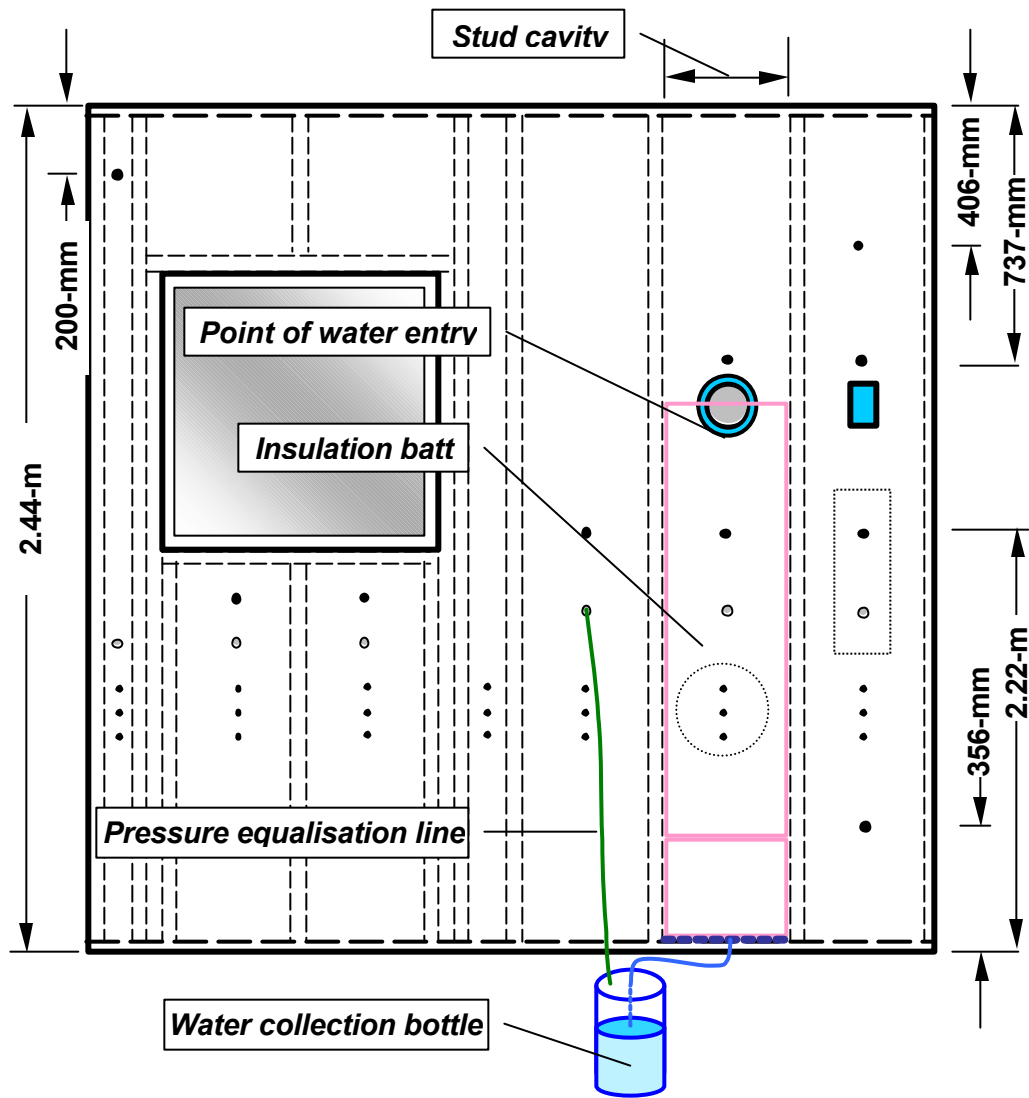 Stud cavity
406-mm
737-mm
200-mm
Point of water entry
Insulation batt
2.44-m
2.22-m
356-mm
Pressure equalisation line
Water collection bottle